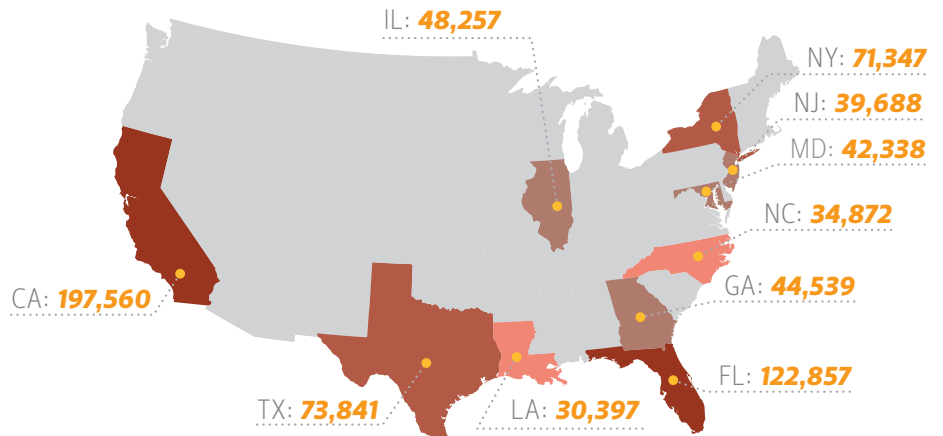 IL: 48,257
NY: 71,347
NJ: 39,688
MD: 42,338
NC: 34,872
CA: 197,560
GA: 44,539
FL: 122,857
TX: 73,841
LA: 30,397